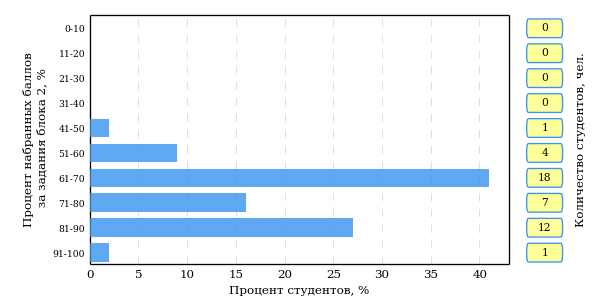 Процент набранных баллов
за задания блока 2, %
0-10 0
11-20 0
21-30 0
31-40 0
41-50 1
51-60 4
61-70 18
71-80 7
81-90 12
91-100 1
0 5 10 15 20 25 30 35 40
Процент студентов, %
Количество студентов, чел.